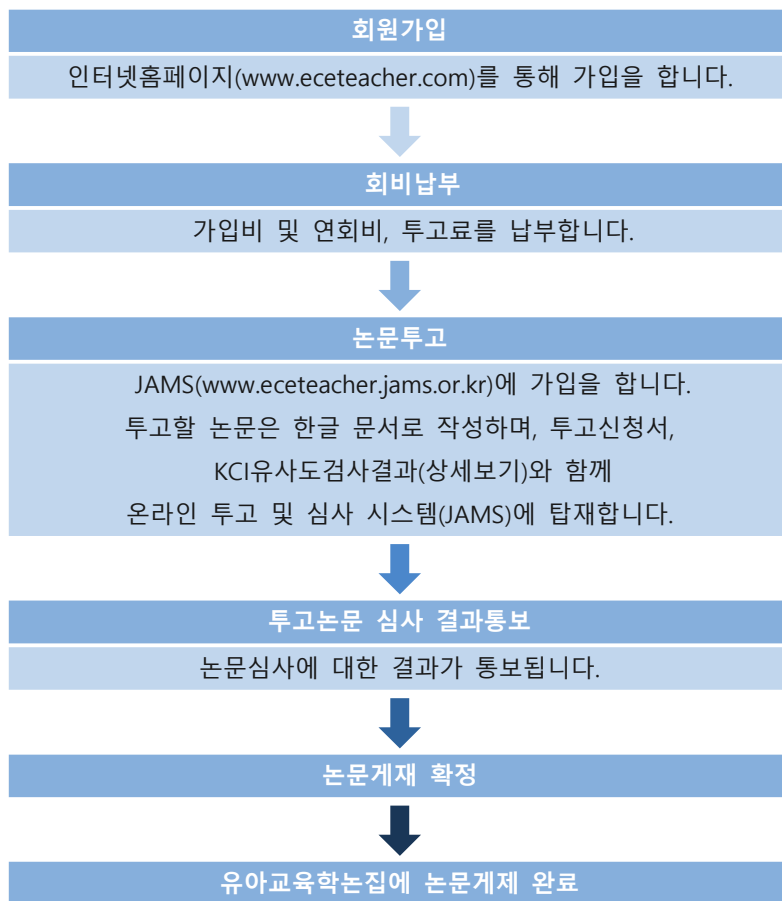 회원가입
인터넷홈페이지(www.eceteacher.com)를 통해 가입을 합니다.
회비납부
가입비 및 연회비, 투고료를 납부합니다.
논문투고
JAMS(www.eceteacher.jams.or.kr)에 가입을 합니다.
투고할 논문은 한글 문서로 작성하며, 투고신청서,
KCI유사도검사결과(상세보기)와 함께
온라인 투고 및 심사 시스템(JAMS)에 탑재합니다.
투고논문 심사 결과통보
논문심사에 대한 결과가 통보됩니다.
논문게재 확정
유아교육학논집에 논문게제 완료